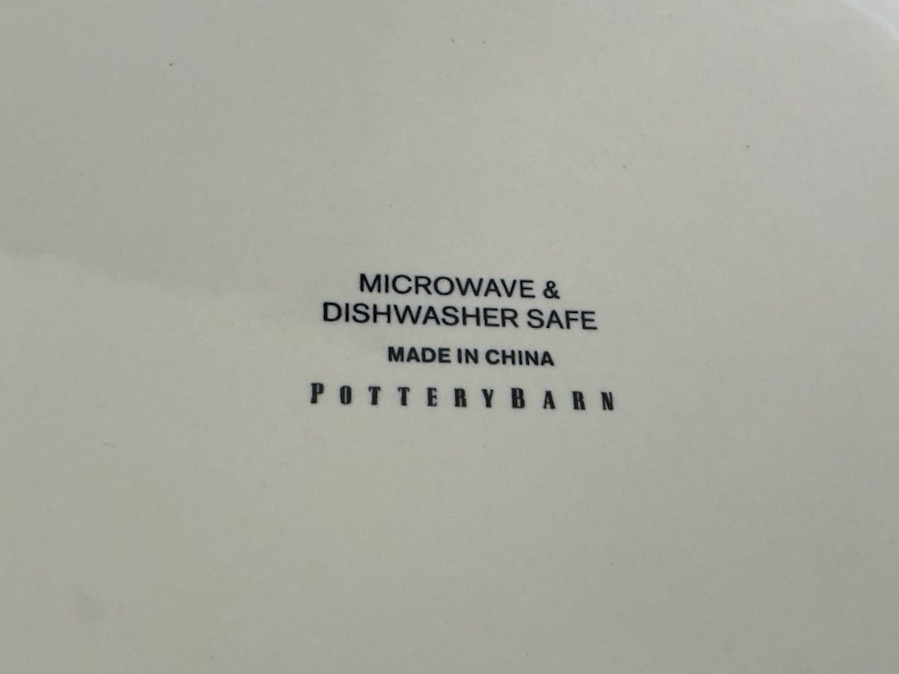 MICROWAVE &
DISHWASHER SAFE
MADE IN CHINA
POTTERYBARN